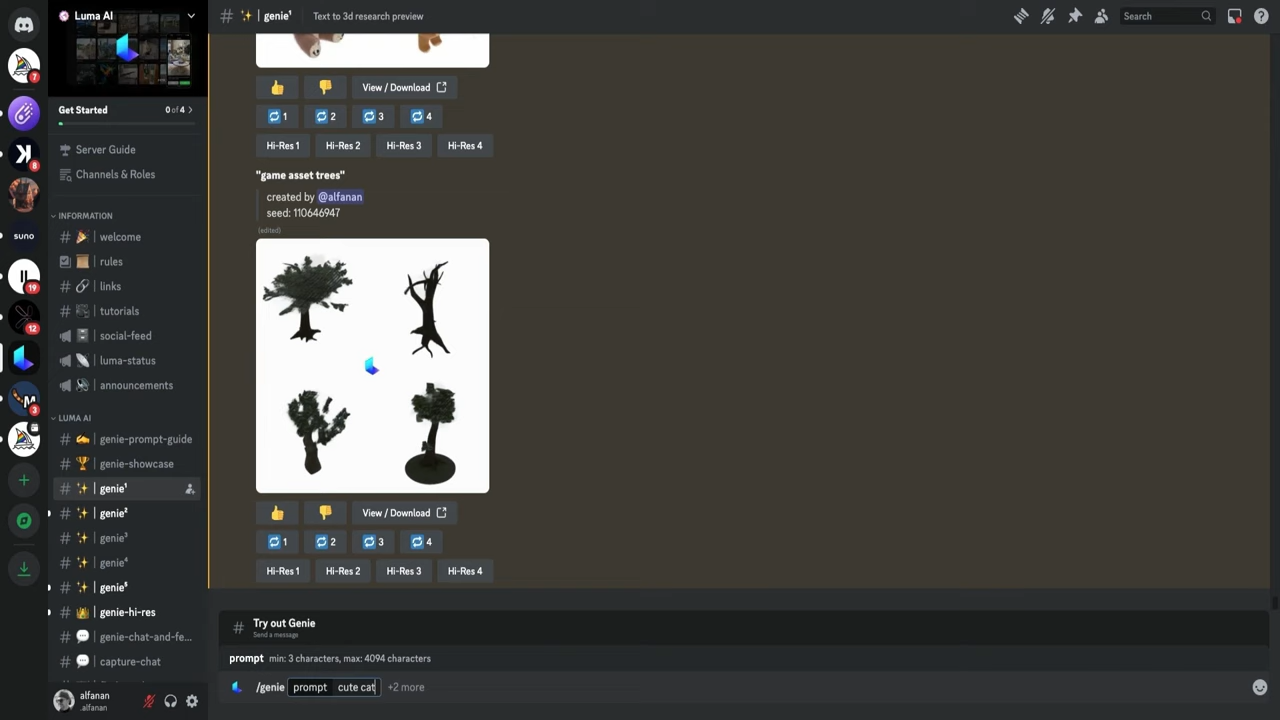 Luma AI
Get Started
0 of 4
Server Guide
Channels & Roles
INFORMATION
# | welcome
| rules
# | links
# | tutorials
| social-feed
| luma-status
| announcements
LUMA AI
# | genie-prompt-guide
# | genie-showcase
# ✨ | genie¹
# ✨ | genie²
# ✨ | genie³
# ✨ | genie⁴
# ✨ | genie⁵
# | genie-hi-res
# | genie-chat-and-fe...
# | capture-chat
alfanan
.alfanan
7
8
suno
19
12
3
# ✨ | genie¹
Text to 3d research preview
Search
👍
👎
View / Download
1
2
3
4
Hi-Res 1
Hi-Res 2
Hi-Res 3
Hi-Res 4
"game asset trees"
created by @alfanan
seed: 110646947
(edited)
👍
👎
View / Download
1
2
3
4
Hi-Res 1
Hi-Res 2
Hi-Res 3
Hi-Res 4
# Try out Genie
Send a message
prompt min: 3 characters, max: 4094 characters
/genie prompt cute cat +2 more